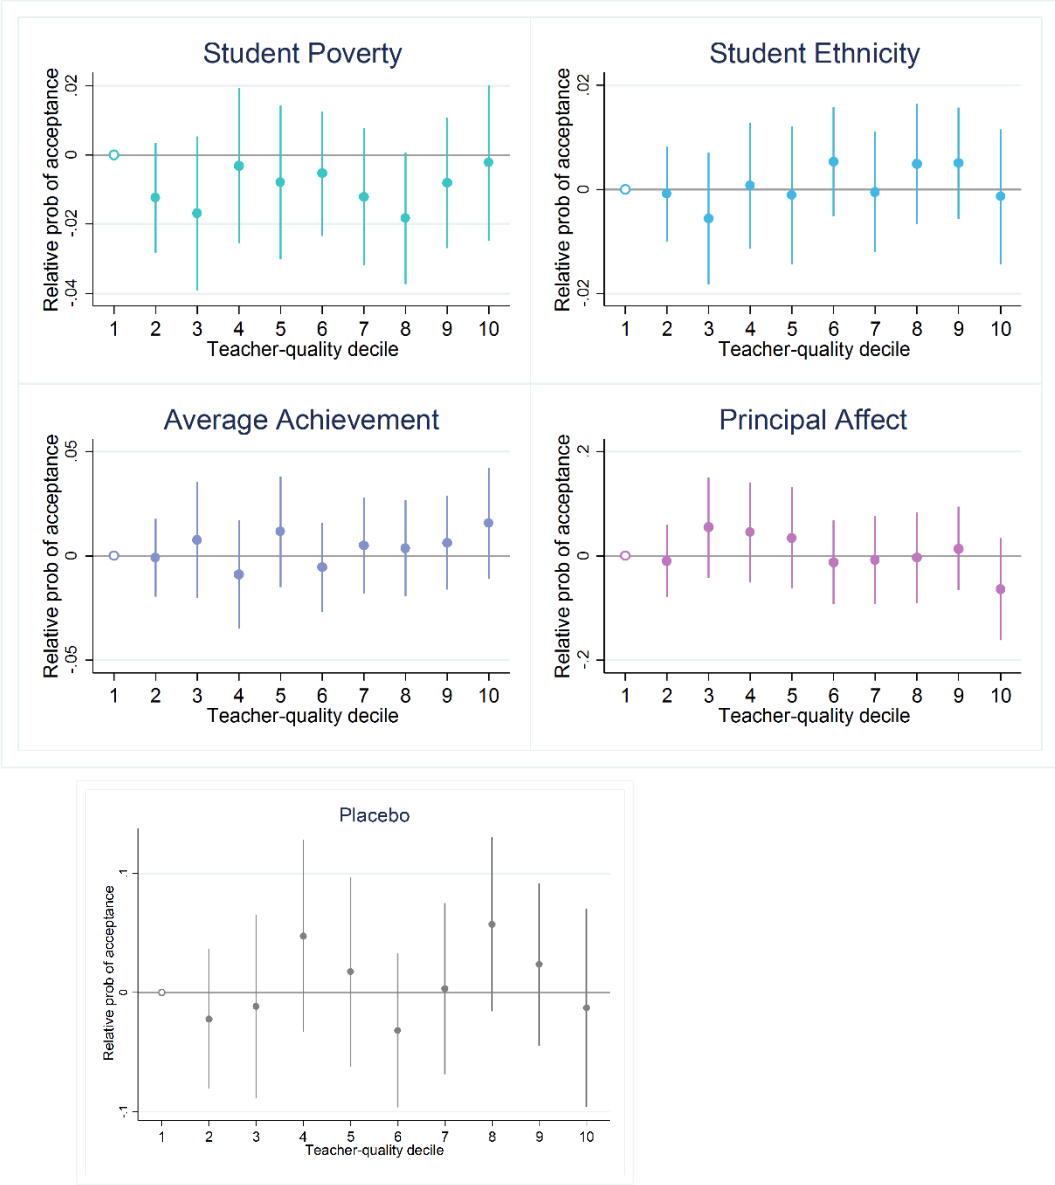 Student Poverty
Relative prob of acceptance
.02
0
-.02
-.04
1 2 3 4 5 6 7 8 9 10
Teacher-quality decile
Student Ethnicity
Relative prob of acceptance
.02
0
-.02
1 2 3 4 5 6 7 8 9 10
Teacher-quality decile
Average Achievement
Relative prob of acceptance
.05
0
-.05
1 2 3 4 5 6 7 8 9 10
Teacher-quality decile
Principal Affect
Relative prob of acceptance
.2
0
-.2
1 2 3 4 5 6 7 8 9 10
Teacher-quality decile
Placebo
Relative prob of acceptance
.1
0
-.1
1 2 3 4 5 6 7 8 9 10
Teacher-quality decile